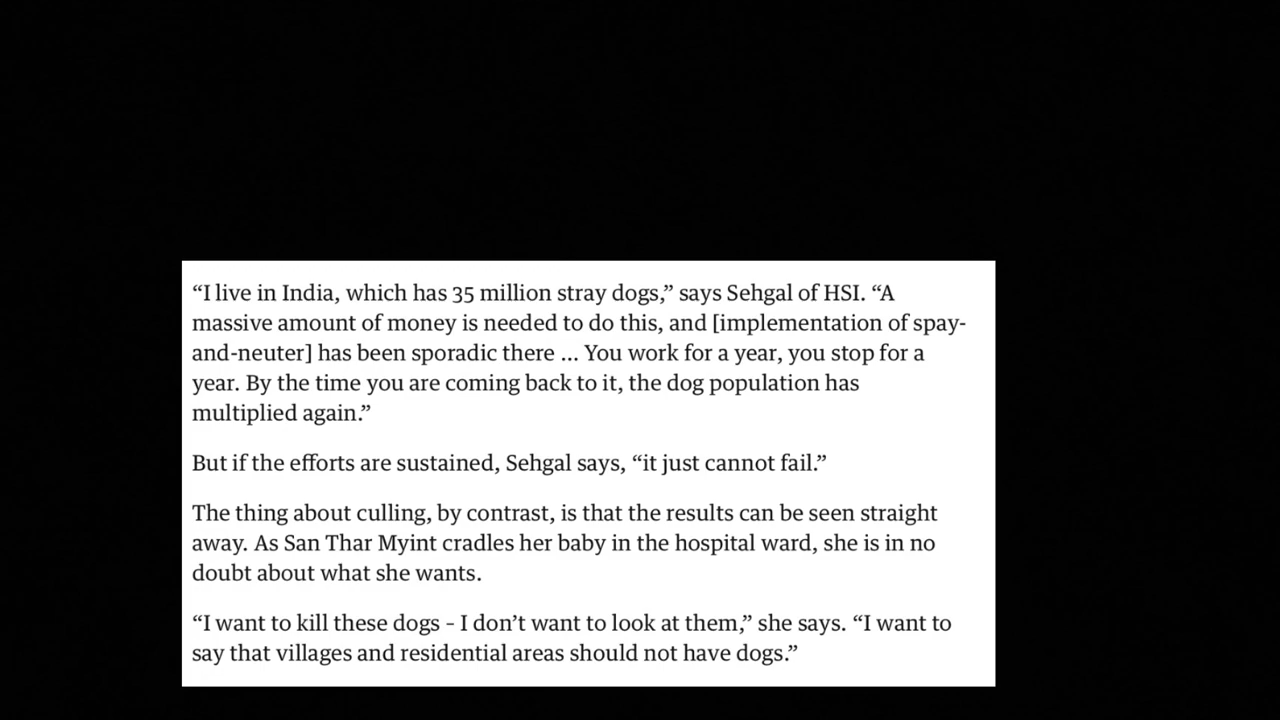 “I live in India, which has 35 million stray dogs,” says Sehgal of HSI. “A
massive amount of money is needed to do this, and [implementation of spay-
and-neuter] has been sporadic there ... You work for a year, you stop for a
year. By the time you are coming back to it, the dog population has
multiplied again.”
But if the efforts are sustained, Sehgal says, “it just cannot fail.”
The thing about culling, by contrast, is that the results can be seen straight
away. As San Thar Myint cradles her baby in the hospital ward, she is in no
doubt about what she wants.
“I want to kill these dogs – I don’t want to look at them,” she says. “I want to
say that villages and residential areas should not have dogs.”